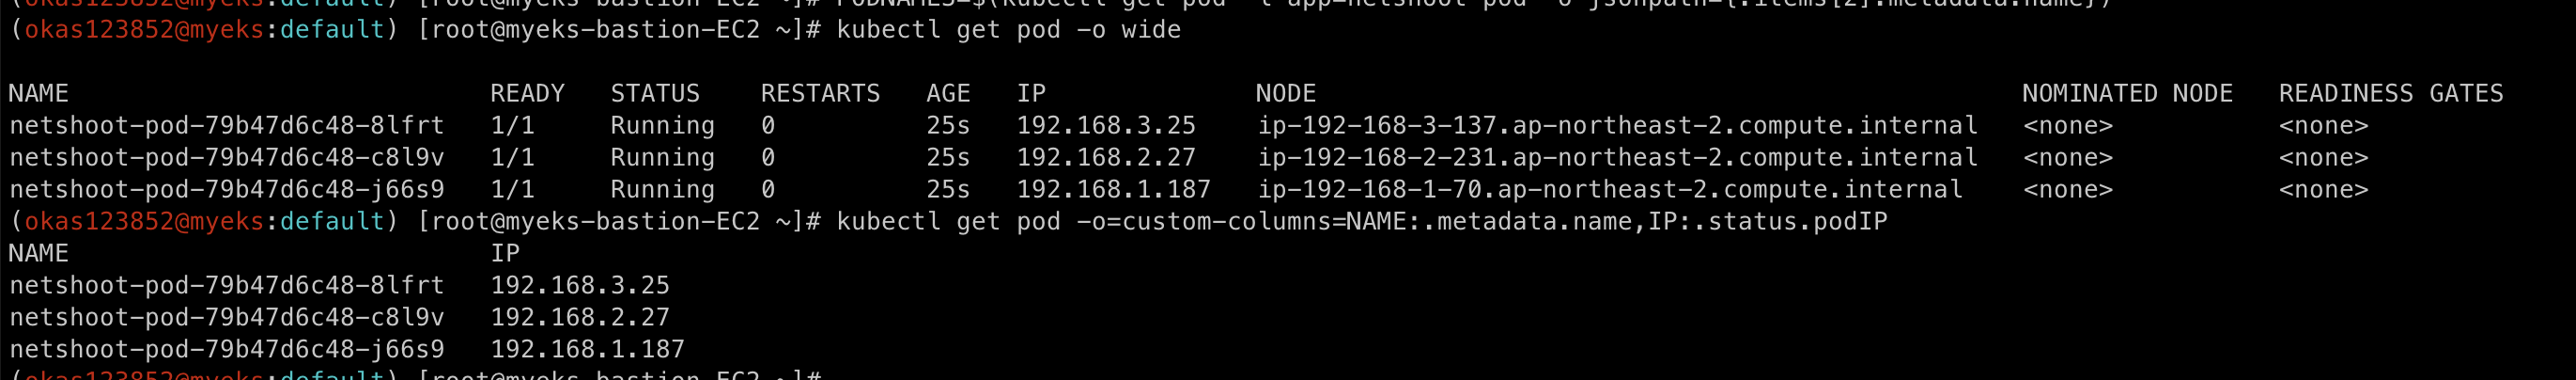 (okas123852@myeks:default) [root@myeks-bastion-EC2 ~]# kubectl get pod -o wide
NAME READY STATUS RESTARTS AGE IP NODE NOMINATED NODE READINESS GATES
netshoot-pod-79b47d6c48-8lfrt 1/1 Running 0 25s 192.168.3.25 ip-192-168-3-137.ap-northeast-2.compute.internal <none> <none>
netshoot-pod-79b47d6c48-c8l9v 1/1 Running 0 25s 192.168.2.27 ip-192-168-2-231.ap-northeast-2.compute.internal <none> <none>
netshoot-pod-79b47d6c48-j66s9 1/1 Running 0 25s 192.168.1.187 ip-192-168-1-70.ap-northeast-2.compute.internal <none> <none>
(okas123852@myeks:default) [root@myeks-bastion-EC2 ~]# kubectl get pod -o=custom-columns=NAME:.metadata.name,IP:.status.podIP
NAME IP
netshoot-pod-79b47d6c48-8lfrt 192.168.3.25
netshoot-pod-79b47d6c48-c8l9v 192.168.2.27
netshoot-pod-79b47d6c48-j66s9 192.168.1.187
(okas123852@myeks:default) [root@myeks-bastion-EC2 ~]#